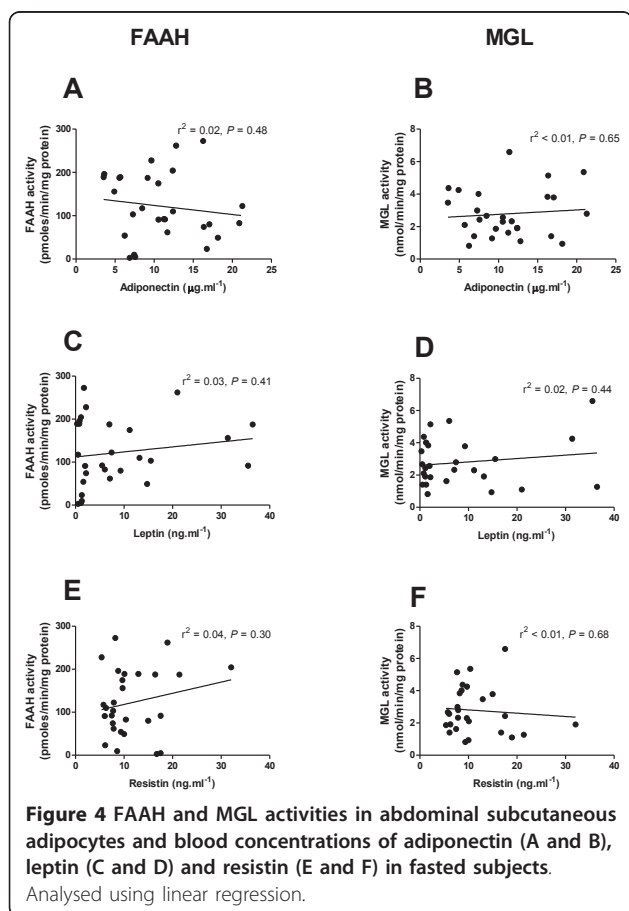 FAAH
MGL
A
r² = 0.02, P = 0.48
FAAH activity
(pmoles/min/mg protein)
300
200
100
0
0 5 10 15 20 25
Adiponectin (μg.ml⁻¹)
B
r² < 0.01, P = 0.65
MGL activity
(nmol/min/mg protein)
8
6
4
2
0
0 5 10 15 20 25
Adiponectin (μg.ml⁻¹)
C
r² = 0.03, P = 0.41
FAAH activity
(pmoles/min/mg protein)
300
200
100
0
0 10 20 30 40
Leptin (ng.ml⁻¹)
D
r² = 0.02, P = 0.44
MGL activity
(nmol/min/mg protein)
8
6
4
2
0
0 10 20 30 40
Leptin (ng.ml⁻¹)
E
r² = 0.04, P = 0.30
FAAH activity
(pmoles/min/mg protein)
300
200
100
0
0 10 20 30 40
Resistin (ng.ml⁻¹)
F
r² < 0.01, P = 0.68
MGL activity
(nmol/min/mg protein)
8
6
4
2
0
0 10 20 30 40
Resistin (ng.ml⁻¹)
Figure 4 FAAH and MGL activities in abdominal subcutaneous
adipocytes and blood concentrations of adiponectin (A and B),
leptin (C and D) and resistin (E and F) in fasted subjects.
Analysed using linear regression.